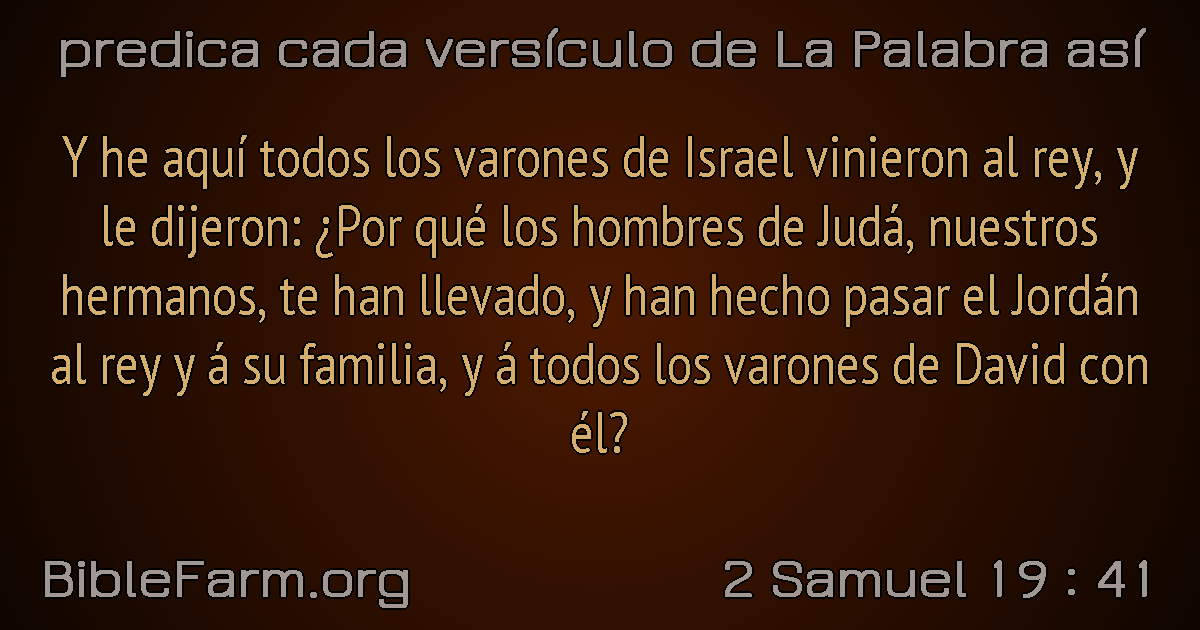 predica cada versículo de La Palabra así
Y he aquí todos los varones de Israel vinieron al rey, y
le dijeron: ¿Por qué los hombres de Judá, nuestros
hermanos, te han llevado, y han hecho pasar el Jordán
al rey y á su familia, y á todos los varones de David con
él?
BibleFarm.org
2 Samuel 19 : 41